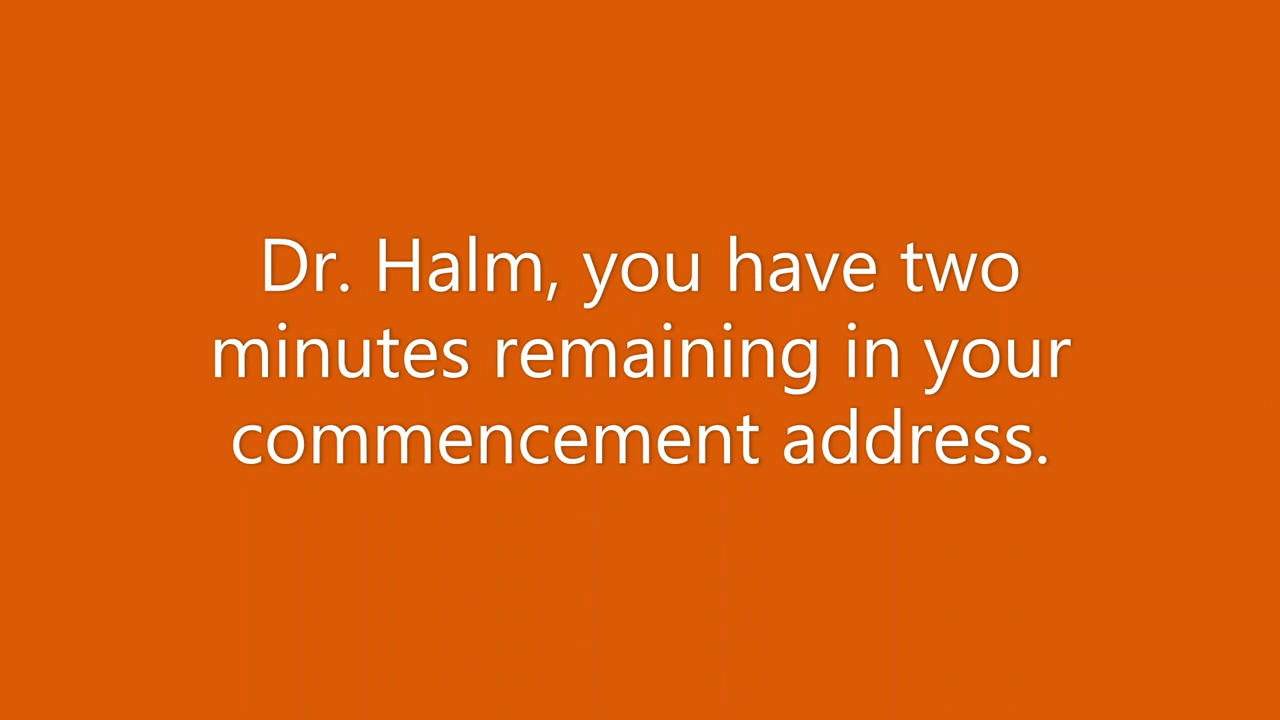 Dr. Halm, you have two
minutes remaining in your
commencement address.